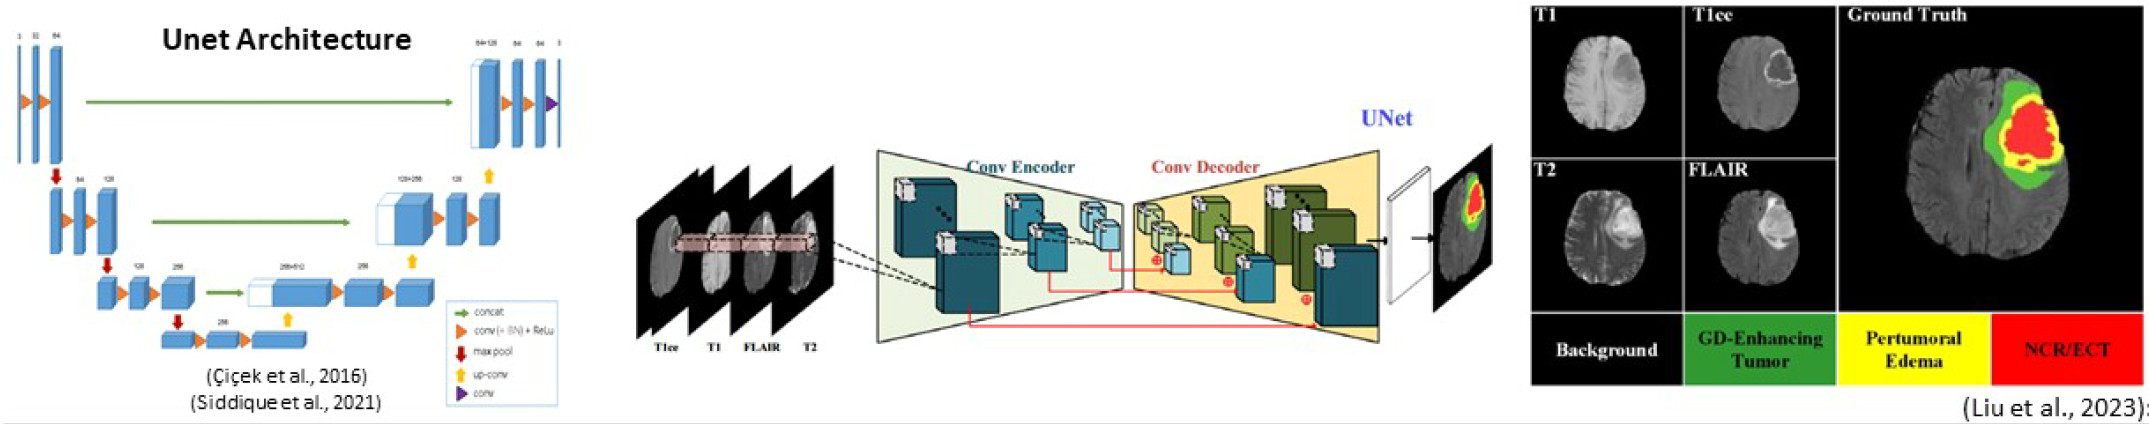 Unet Architecture
3 32 64
64+128 64 64 3
64 128
128+256 128
128 256
256+512 256
256
concat
conv (+ BN) + ReLu
max pool
up-conv
conv
(Çiçek et al., 2016)
(Siddique et al., 2021)
UNet
Conv Encoder
Conv Decoder
T1ce T1 FLAIR T2
T1
T1ce
Ground Truth
T2
FLAIR
Background
GD-Enhancing
Tumor
Pertumoral
Edema
NCR/ECT
(Liu et al., 2023):